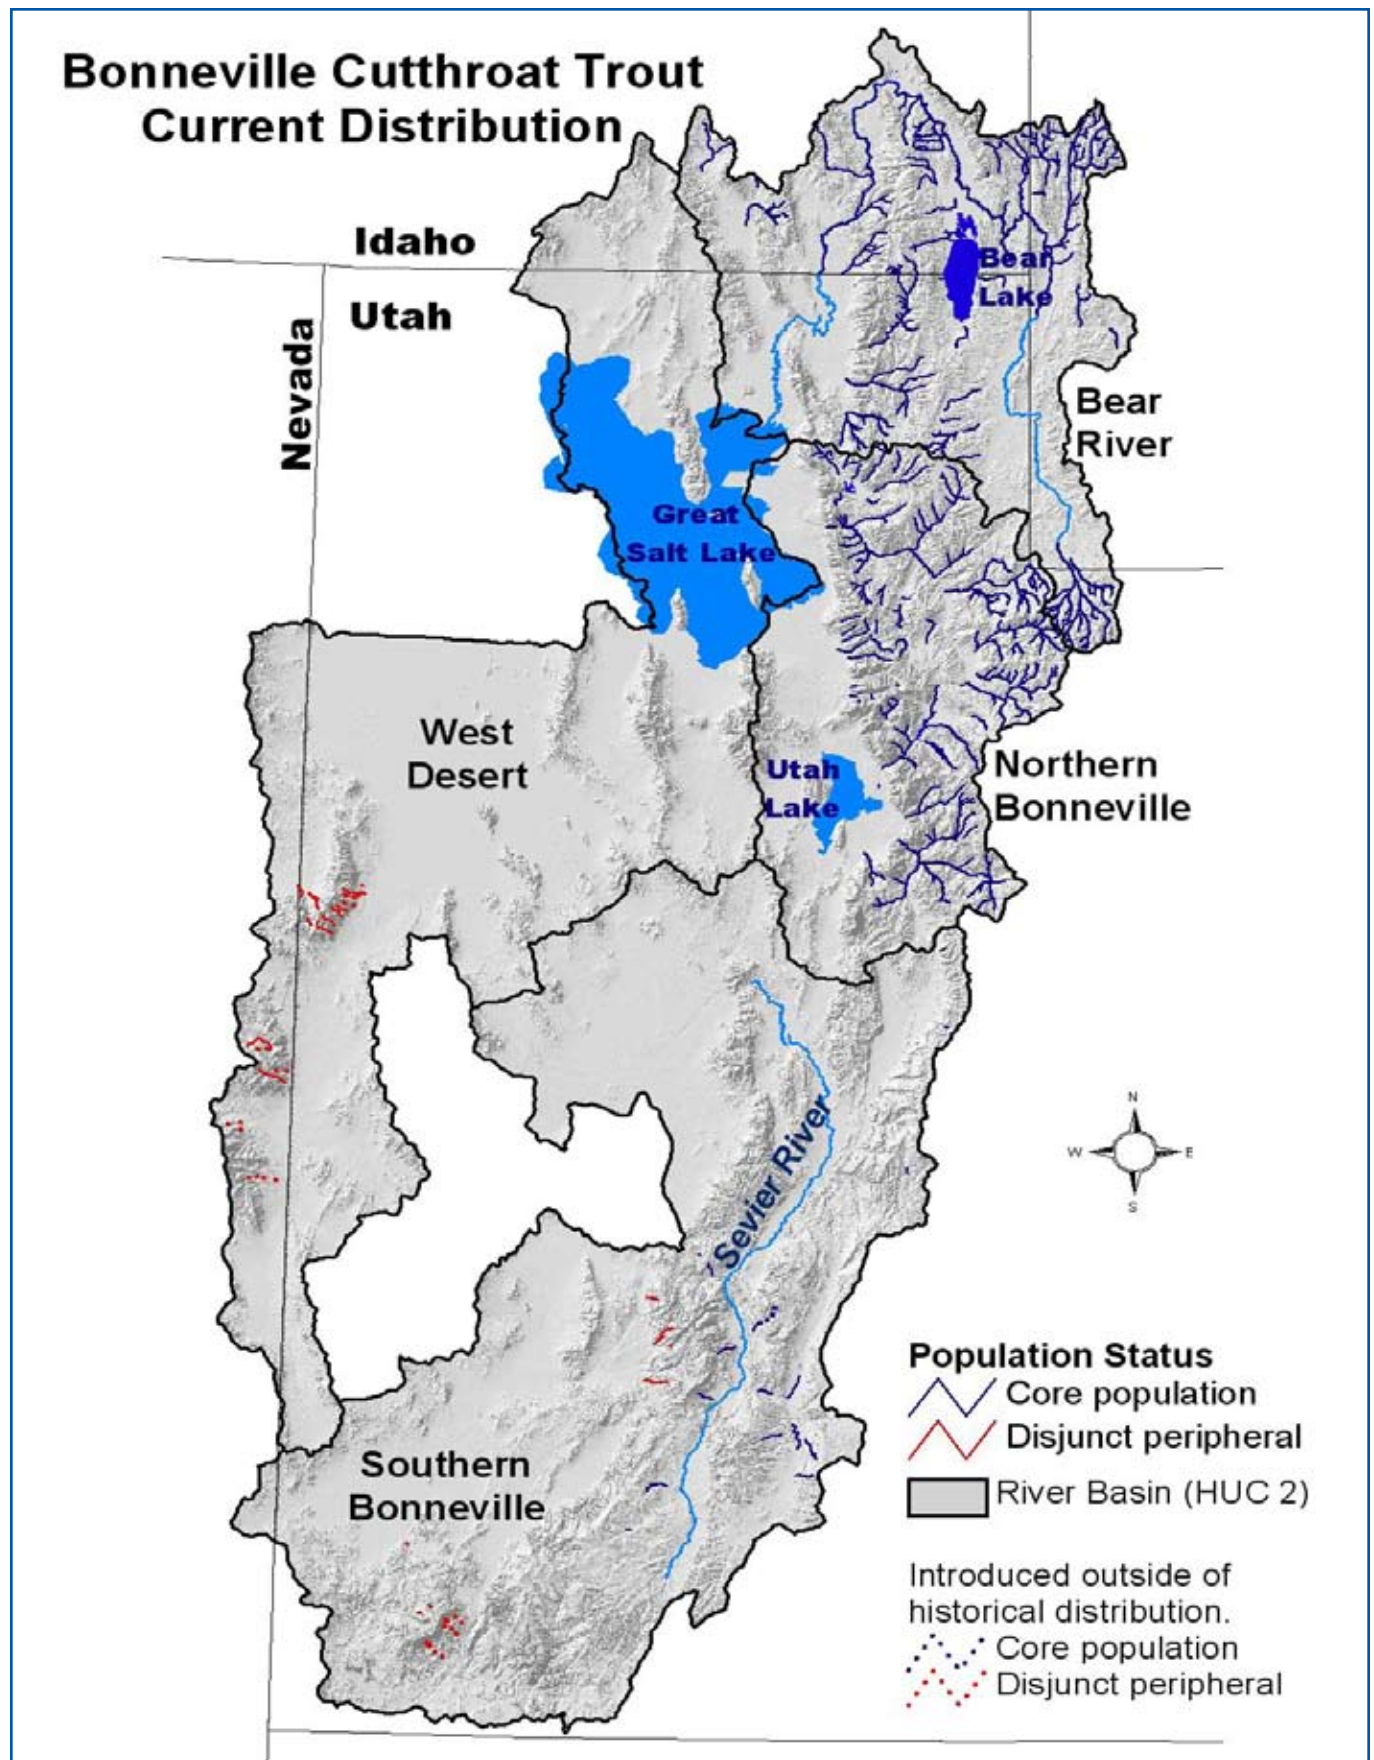 Bonneville Cutthroat Trout
Current Distribution
Idaho
Utah
Nevada
Bear
Lake
Bear
River
Great
Salt Lake
West
Desert
Utah
Lake
Northern
Bonneville
Sevier River
N
W
E
S
Southern
Bonneville
Population Status
Core population
Disjunct peripheral
River Basin (HUC 2)
Introduced outside of
historical distribution.
Core population
Disjunct peripheral